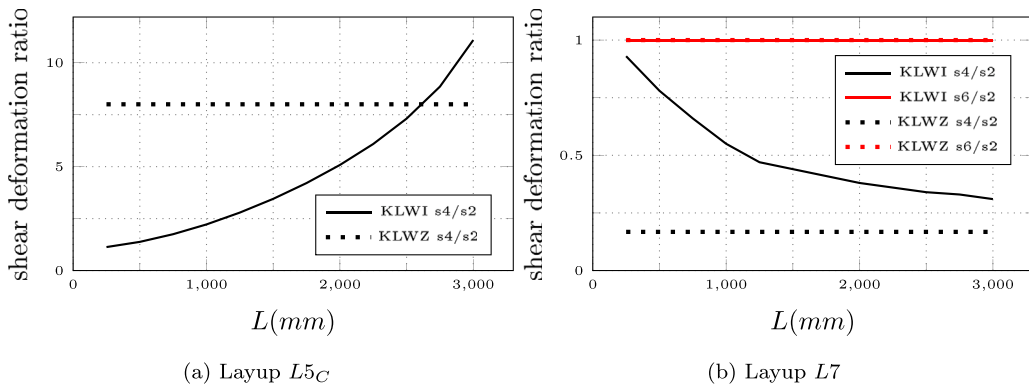 shear deformation ratio
10
5
0
0
1,000
2,000
3,000
L(mm)
KLWI s4/s2
KLWZ s4/s2
(a) Layup L5C
shear deformation ratio
1
0.5
0
0
1,000
2,000
3,000
L(mm)
KLWI s4/s2
KLWI s6/s2
KLWZ s4/s2
KLWZ s6/s2
(b) Layup L7